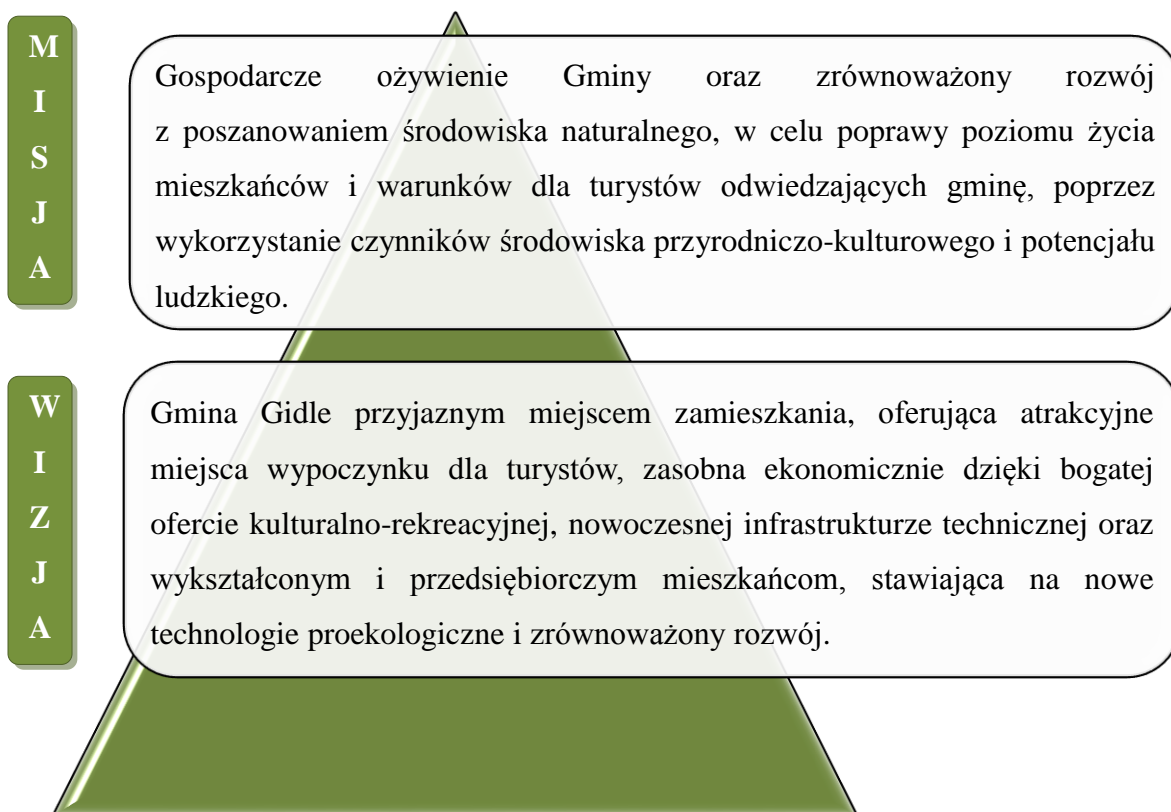 MISJA
Gospodarcze ożywienie Gminy oraz zrównoważony rozwój
z poszanowaniem środowiska naturalnego, w celu poprawy poziomu życia
mieszkańców i warunków dla turystów odwiedzających gminę, poprzez
wykorzystanie czynników środowiska przyrodniczo-kulturowego i potencjału
ludzkiego.
WIZJA
Gmina Gidle przyjaznym miejscem zamieszkania, oferująca atrakcyjne
miejsca wypoczynku dla turystów, zasobna ekonomicznie dzięki bogatej
ofercie kulturalno-rekreacyjnej, nowoczesnej infrastrukturze technicznej oraz
wykształconym i przedsiębiorczym mieszkańcom, stawiająca na nowe
technologie proekologiczne i zrównoważony rozwój.